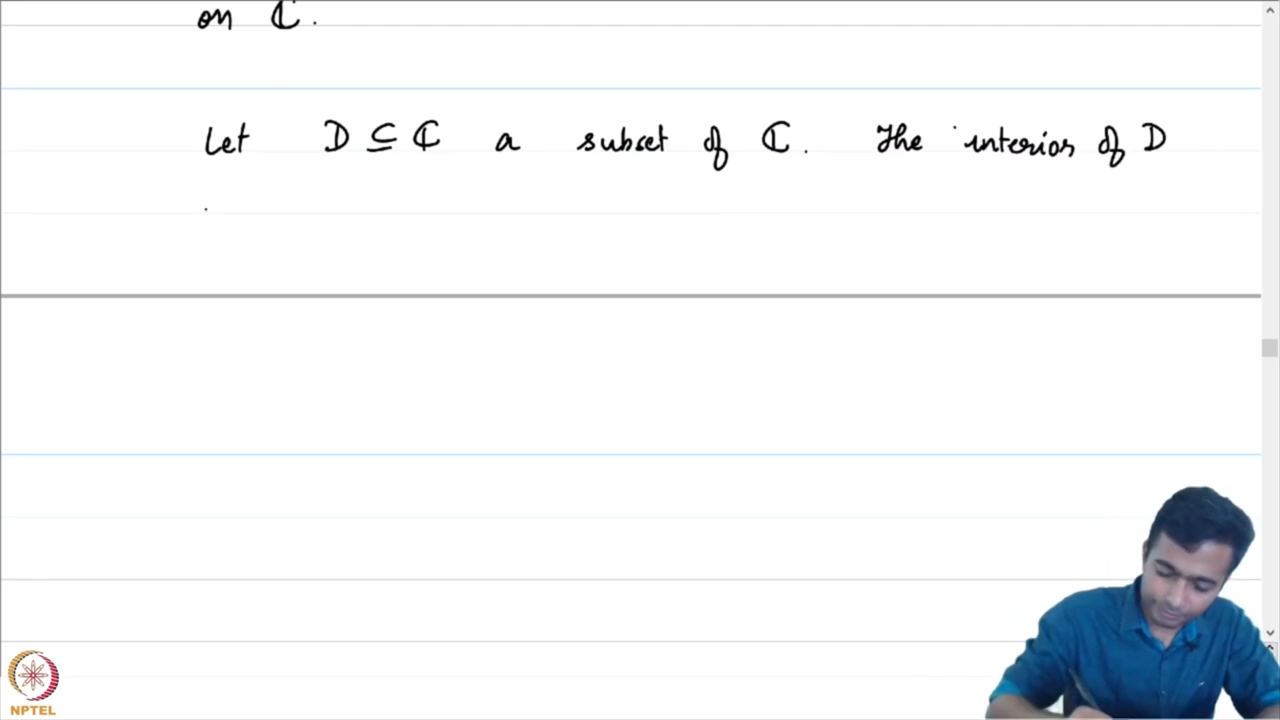 on ℂ.
Let D ⊆ ℂ a subset of ℂ. The interior of D
NPTEL